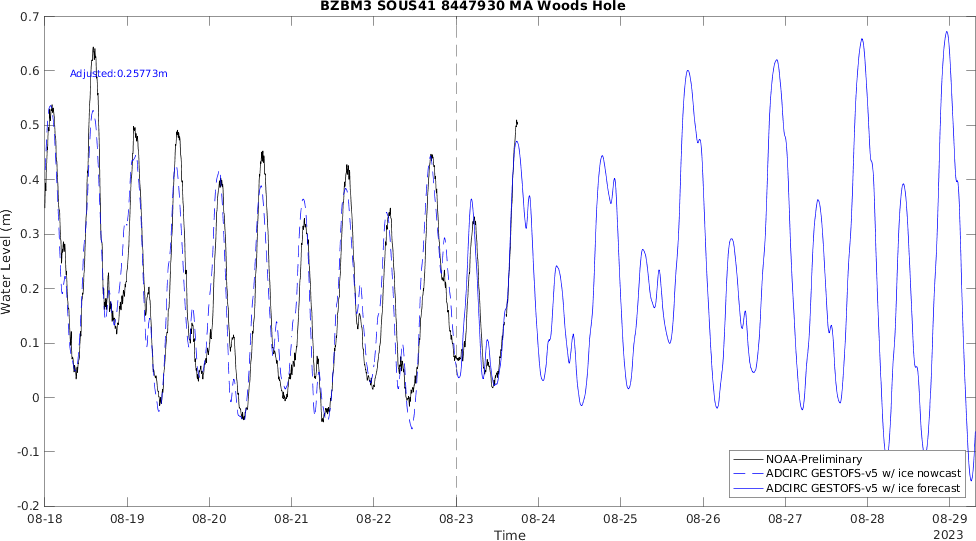 BZBM3 SOUS41 8447930 MA Woods Hole
Adjusted:0.25773m
Water Level (m)
0.7
0.6
0.5
0.4
0.3
0.2
0.1
0
-0.1
-0.2
NOAA-Preliminary
ADCIRC GESTOFS-v5 w/ ice nowcast
ADCIRC GESTOFS-v5 w/ ice forecast
08-18 08-19 08-20 08-21 08-22 08-23 08-24 08-25 08-26 08-27 08-28 08-29
2023
Time